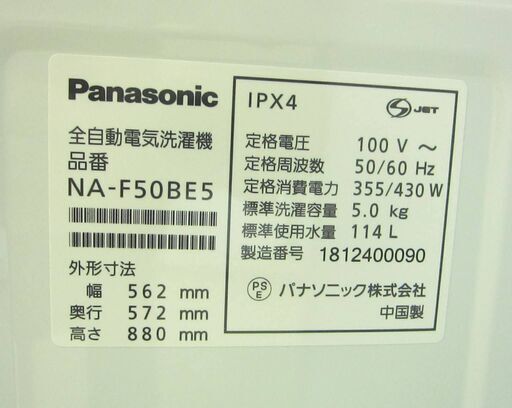 Panasonic
全自動電気洗濯機
品番
NA-F50BE5
外形寸法
幅 562 mm
奥行 572 mm
高さ 880 mm
IPX4
S JET
定格電圧 100 V ～
定格周波数 50/60 Hz
定格消費電力 355/430 W
標準洗濯容量 5.0 kg
標準使用水量 114 L
製造番号 1812400090
PS E パナソニック株式会社
中国製